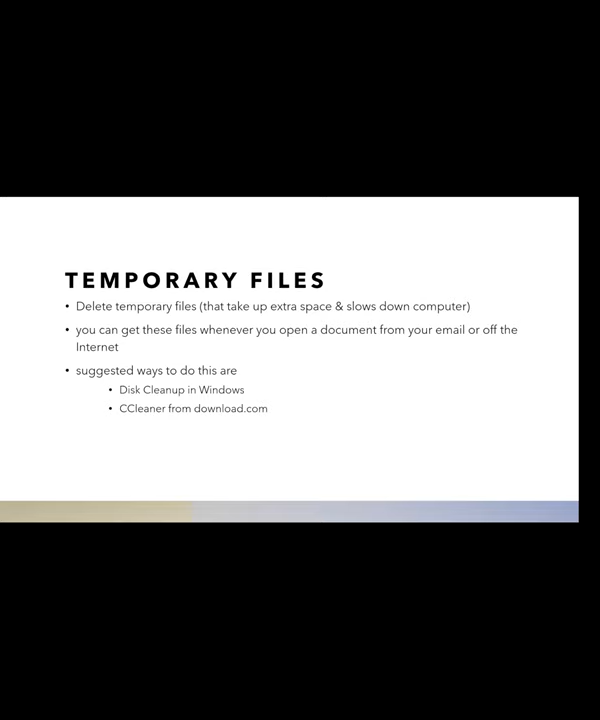 TEMPORARY FILES
• Delete temporary files (that take up extra space & slows down computer)
• you can get these files whenever you open a document from your email or off the
Internet
• suggested ways to do this are
• Disk Cleanup in Windows
• CCleaner from download.com